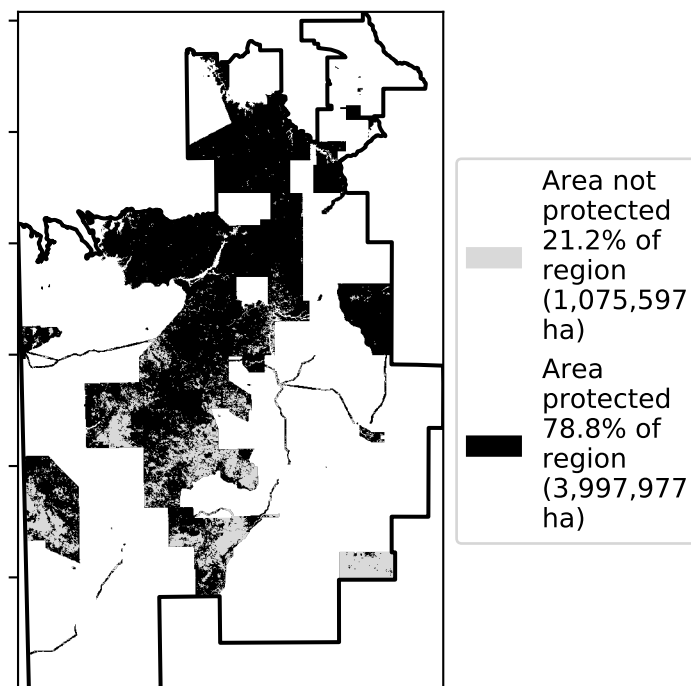 Area not
protected
21.2% of
region
(1,075,597
ha)
Area
protected
78.8% of
region
(3,997,977
ha)